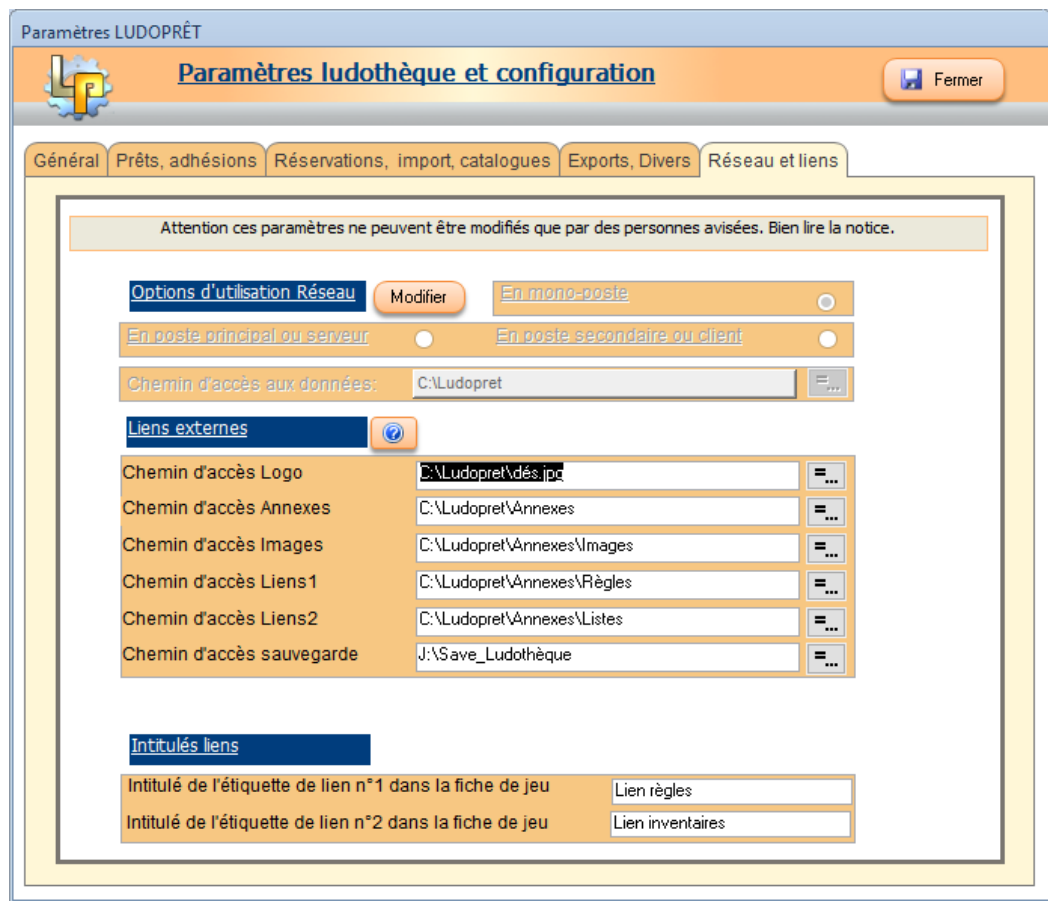 Paramètres LUDOPRÊT
LP
Paramètres ludothèque et configuration
Fermer
Général Prêts, adhésions Réservations, import, catalogues Exports, Divers Réseau et liens
Attention ces paramètres ne peuvent être modifiés que par des personnes avisées. Bien lire la notice.
Options d'utilisation Réseau Modifier En mono-poste
En poste principal ou serveur En poste secondaire ou client
Chemin d'accès aux données: C:\Ludopret =...
Liens externes ?
Chemin d'accès Logo C:\Ludopret\dés.jpg =...
Chemin d'accès Annexes C:\Ludopret\Annexes =...
Chemin d'accès Images C:\Ludopret\Annexes\Images =...
Chemin d'accès Liens1 C:\Ludopret\Annexes\Règles =...
Chemin d'accès Liens2 C:\Ludopret\Annexes\Listes =...
Chemin d'accès sauvegarde J:\Save_Ludothèque =...
Intitulés liens
Intitulé de l'étiquette de lien n°1 dans la fiche de jeu Lien règles
Intitulé de l'étiquette de lien n°2 dans la fiche de jeu Lien inventaires